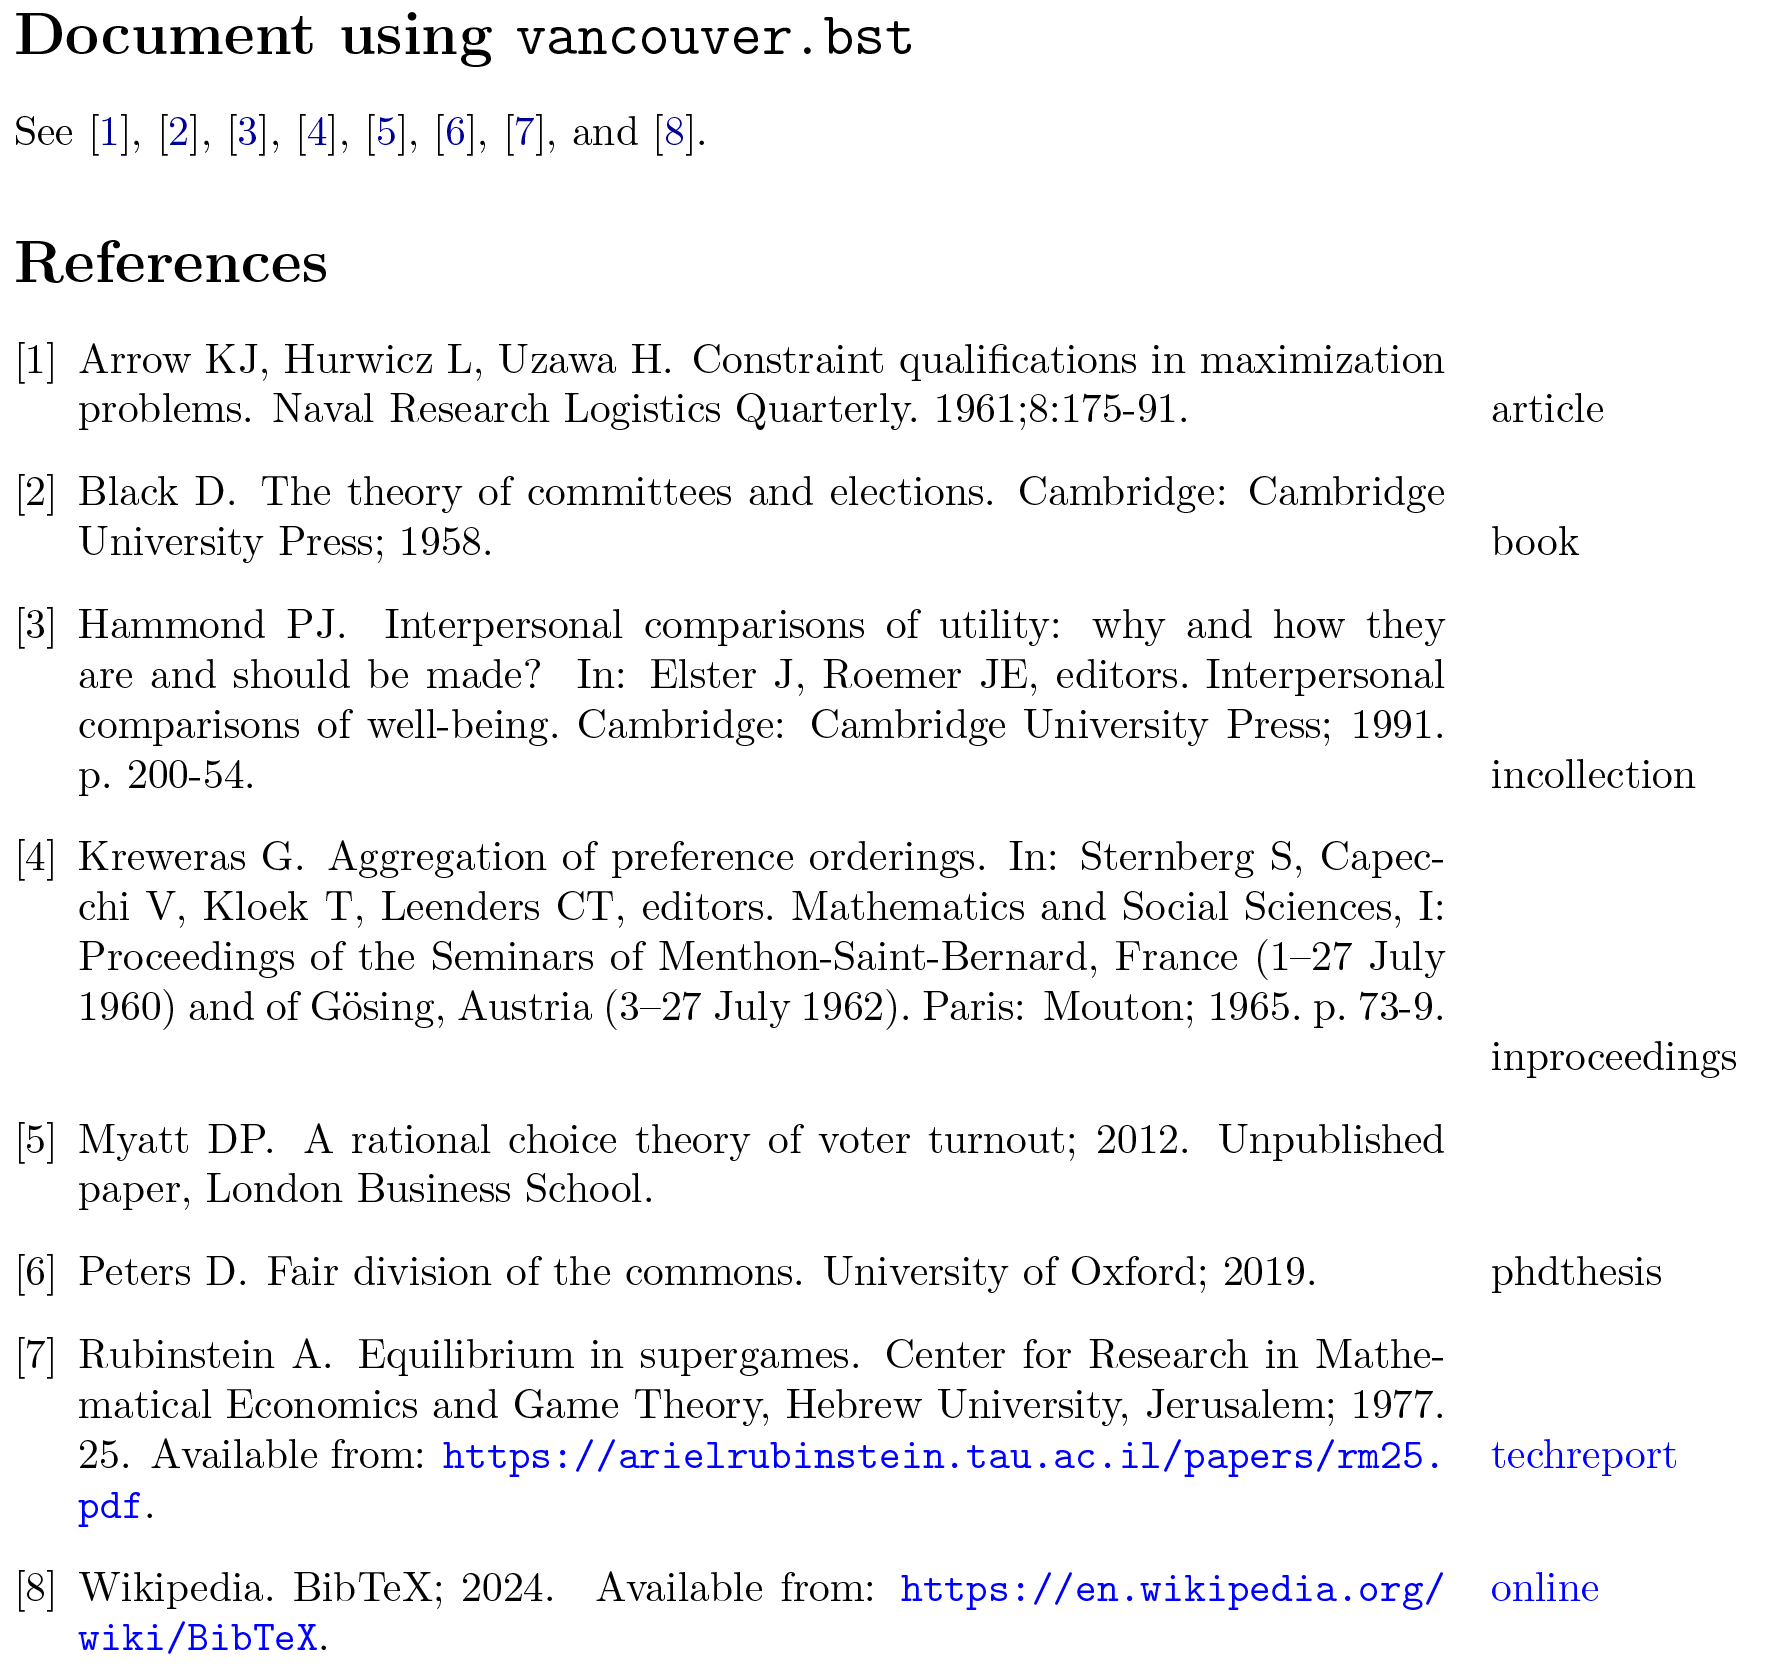 Document using vancouver.bst
See [1], [2], [3], [4], [5], [6], [7], and [8].
References
[1] Arrow KJ, Hurwicz L, Uzawa H. Constraint qualifications in maximization
problems. Naval Research Logistics Quarterly. 1961;8:175-91. article
[2] Black D. The theory of committees and elections. Cambridge: Cambridge
University Press; 1958. book
[3] Hammond PJ. Interpersonal comparisons of utility: why and how they
are and should be made? In: Elster J, Roemer JE, editors. Interpersonal
comparisons of well-being. Cambridge: Cambridge University Press; 1991.
p. 200-54. incollection
[4] Kreweras G. Aggregation of preference orderings. In: Sternberg S, Capec-
chi V, Kloek T, Leenders CT, editors. Mathematics and Social Sciences, I:
Proceedings of the Seminars of Menthon-Saint-Bernard, France (1–27 July
1960) and of Gösing, Austria (3–27 July 1962). Paris: Mouton; 1965. p. 73-9.
inproceedings
[5] Myatt DP. A rational choice theory of voter turnout; 2012. Unpublished
paper, London Business School.
[6] Peters D. Fair division of the commons. University of Oxford; 2019. phdthesis
[7] Rubinstein A. Equilibrium in supergames. Center for Research in Mathe-
matical Economics and Game Theory, Hebrew University, Jerusalem; 1977.
25. Available from: https://arielrubinstein.tau.ac.il/papers/rm25. techreport
pdf.
[8] Wikipedia. BibTeX; 2024. Available from: https://en.wikipedia.org/ online
wiki/BibTeX.